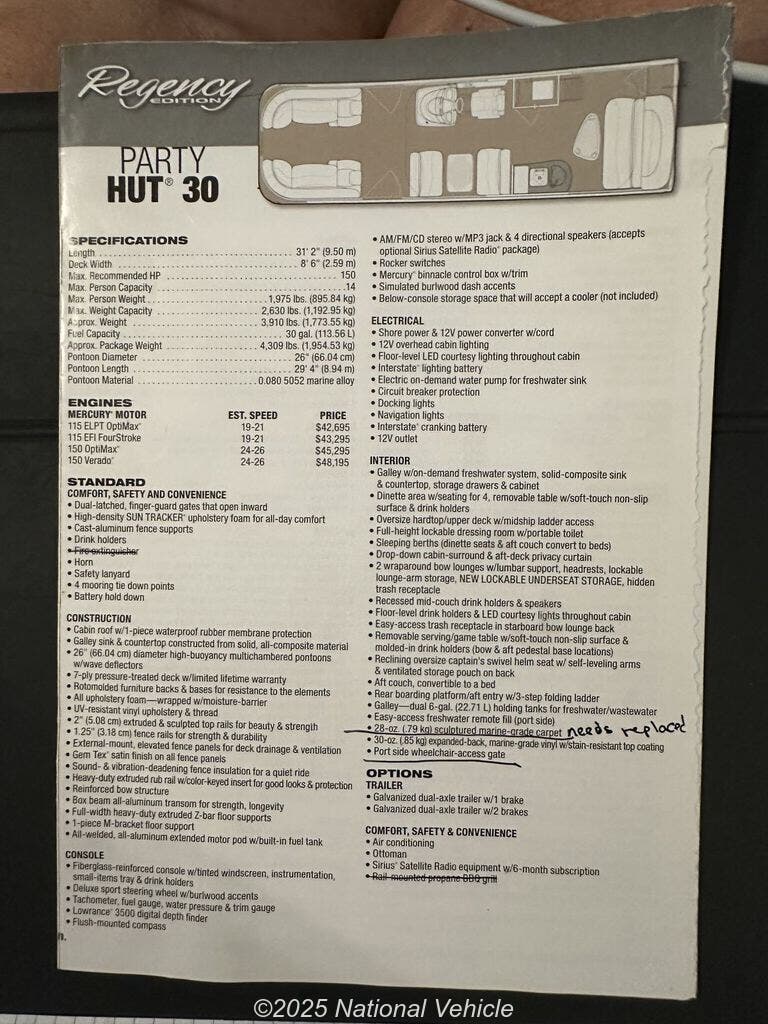 Regency
EDITION
PARTY
HUT® 30
SPECIFICATIONS
Length . . . . . . . . . . . . . . . . . . . . . . . . 31' 2" (9.50 m)
Deck Width . . . . . . . . . . . . . . . . . . . . . . . . 8' 6" (2.59 m)
Max. Recommended HP . . . . . . . . . . . . . . . . . . . . . . . . 150
Max. Person Capacity . . . . . . . . . . . . . . . . . . . . . . . . 14
Max. Person Weight . . . . . . . . . . . . . . . . 1,975 lbs. (895.84 kg)
Max. Weight Capacity . . . . . . . . . . . . . . . 2,630 lbs. (1,192.95 kg)
Approx. Weight . . . . . . . . . . . . . . . . . . 3,910 lbs. (1,773.55 kg)
Fuel Capacity . . . . . . . . . . . . . . . . . . . . . 30 gal. (113.56 L)
Approx. Package Weight . . . . . . . . . . . . . . 4,309 lbs. (1,954.53 kg)
Pontoon Diameter . . . . . . . . . . . . . . . . . . . . . 26" (66.04 cm)
Pontoon Length . . . . . . . . . . . . . . . . . . . . . . 29' 4" (8.94 m)
Pontoon Material . . . . . . . . . . . . . . . . 0.080 5052 marine alloy
ENGINES
MERCURY® MOTOR EST. SPEED PRICE
115 ELPT OptiMax® 19-21 $42,695
115 EFI FourStroke 19-21 $43,295
150 OptiMax® 24-26 $45,295
150 Verado® 24-26 $48,195
STANDARD
COMFORT, SAFETY AND CONVENIENCE
• Dual-latched, finger-guard gates that open inward
• High-density SUN TRACKER® upholstery foam for all-day comfort
• Cast-aluminum fence supports
• Drink holders
• Fire extinguisher
• Horn
• Safety lanyard
• 4 mooring tie down points
• Battery hold down
CONSTRUCTION
• Cabin roof w/1-piece waterproof rubber membrane protection
• Galley sink & countertop constructed from solid, all-composite material
• 26" (66.04 cm) diameter high-buoyancy multichambered pontoons
w/wave deflectors
• 7-ply pressure-treated deck w/limited lifetime warranty
• Rotomolded furniture backs & bases for resistance to the elements
• All upholstery foam—wrapped w/moisture-barrier
• UV-resistant vinyl upholstery & thread
• 2" (5.08 cm) extruded & sculpted top rails for beauty & strength
• 1.25" (3.18 cm) fence rails for strength & durability
• External-mount, elevated fence panels for deck drainage & ventilation
• Gem Tex® satin finish on all fence panels
• Sound- & vibration-deadening fence insulation for a quiet ride
• Heavy-duty extruded rub rail w/color-keyed insert for good looks & protection
• Reinforced bow structure
• Box beam all-aluminum transom for strength, longevity
• Full-width heavy-duty extruded Z-bar floor supports
• 1-piece M-bracket floor support
• All-welded, all-aluminum extended motor pod w/built-in fuel tank
CONSOLE
• Fiberglass-reinforced console w/tinted windscreen, instrumentation,
small-items tray & drink holders
• Deluxe sport steering wheel w/burlwood accents
• Tachometer, fuel gauge, water pressure & trim gauge
• Lowrance® 3500 digital depth finder
• Flush-mounted compass
n.
• AM/FM/CD stereo w/MP3 jack & 4 directional speakers (accepts
optional Sirius Satellite Radio® package)
• Rocker switches
• Mercury® binnacle control box w/trim
• Simulated burlwood dash accents
• Below-console storage space that will accept a cooler (not included)
ELECTRICAL
• Shore power & 12V power converter w/cord
• 12V overhead cabin lighting
• Floor-level LED courtesy lighting throughout cabin
• Interstate® lighting battery
• Electric on-demand water pump for freshwater sink
• Circuit breaker protection
• Docking lights
• Navigation lights
• Interstate® cranking battery
• 12V outlet
INTERIOR
• Galley w/on-demand freshwater system, solid-composite sink
& countertop, storage drawers & cabinet
• Dinette area w/seating for 4, removable table w/soft-touch non-slip
surface & drink holders
• Oversize hardtop/upper deck w/midship ladder access
• Full-height lockable dressing room w/portable toilet
• Sleeping berths (dinette seats & aft couch convert to beds)
• Drop-down cabin-surround & aft-deck privacy curtain
• 2 wraparound bow lounges w/lumbar support, headrests, lockable
lounge-arm storage, NEW LOCKABLE UNDERSEAT STORAGE, hidden
trash receptacle
• Recessed mid-couch drink holders & speakers
• Floor-level drink holders & LED courtesy lights throughout cabin
• Easy-access trash receptacle in starboard bow lounge back
• Removable serving/game table w/soft-touch non-slip surface &
molded-in drink holders (bow & aft pedestal base locations)
• Reclining oversize captain's swivel helm seat w/ self-leveling arms
& ventilated storage pouch on back
• Aft couch, convertible to a bed
• Rear boarding platform/aft entry w/3-step folding ladder
• Galley—dual 6-gal. (22.71 L) holding tanks for freshwater/wastewater
• Easy-access freshwater remote fill (port side)
• 28-oz. (.79 kg) sculptured marine-grade carpet needs replaced
• 30-oz. (.85 kg) expanded-back, marine-grade vinyl w/stain-resistant top coating
• Port side wheelchair-access gate
OPTIONS
TRAILER
• Galvanized dual-axle trailer w/1 brake
• Galvanized dual-axle trailer w/2 brakes
COMFORT, SAFETY & CONVENIENCE
• Air conditioning
• Ottoman
• Sirius® Satellite Radio equipment w/6-month subscription
• Rail-mounted propane BBQ grill
©2025 National Vehicle